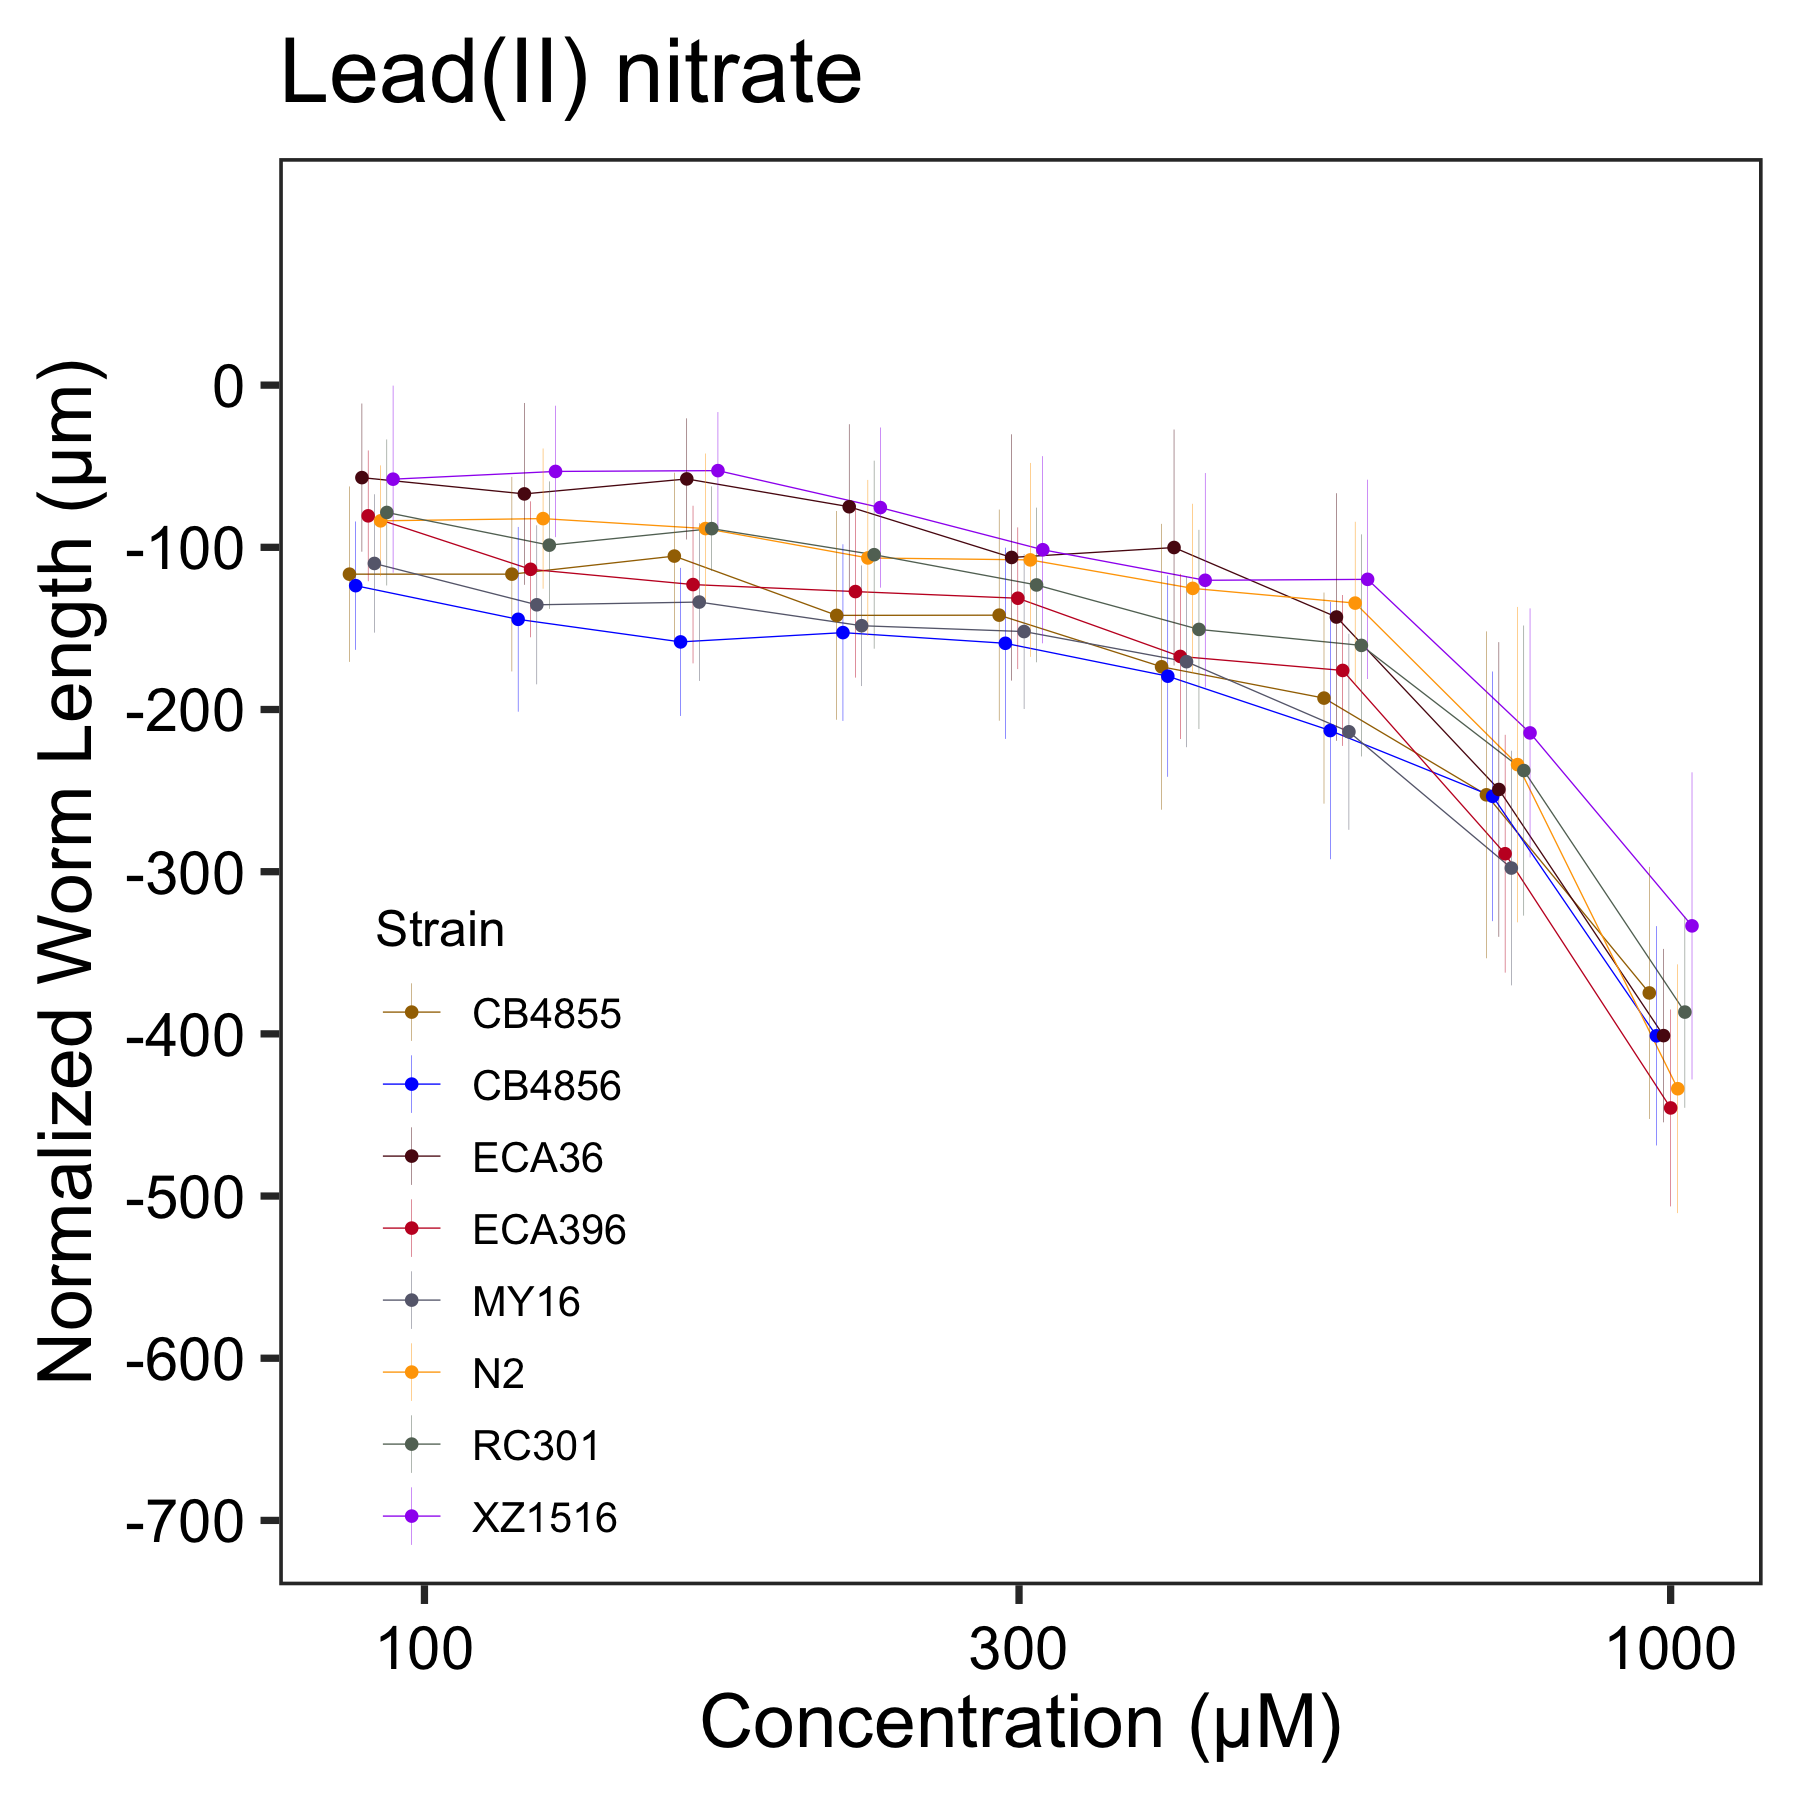 Lead(II) nitrate
Normalized Worm Length (µm)
0
-100
-200
-300
-400
-500
-600
-700
Strain
CB4855
CB4856
ECA36
ECA396
MY16
N2
RC301
XZ1516
100 300 1000
Concentration (µM)